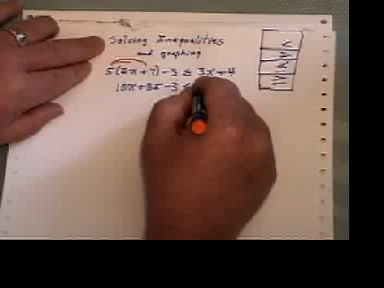 Solving Inequalities
and graphing
5(2x + 7) - 3 ≤ 3x + 4
10x + 35 - 3 ≤